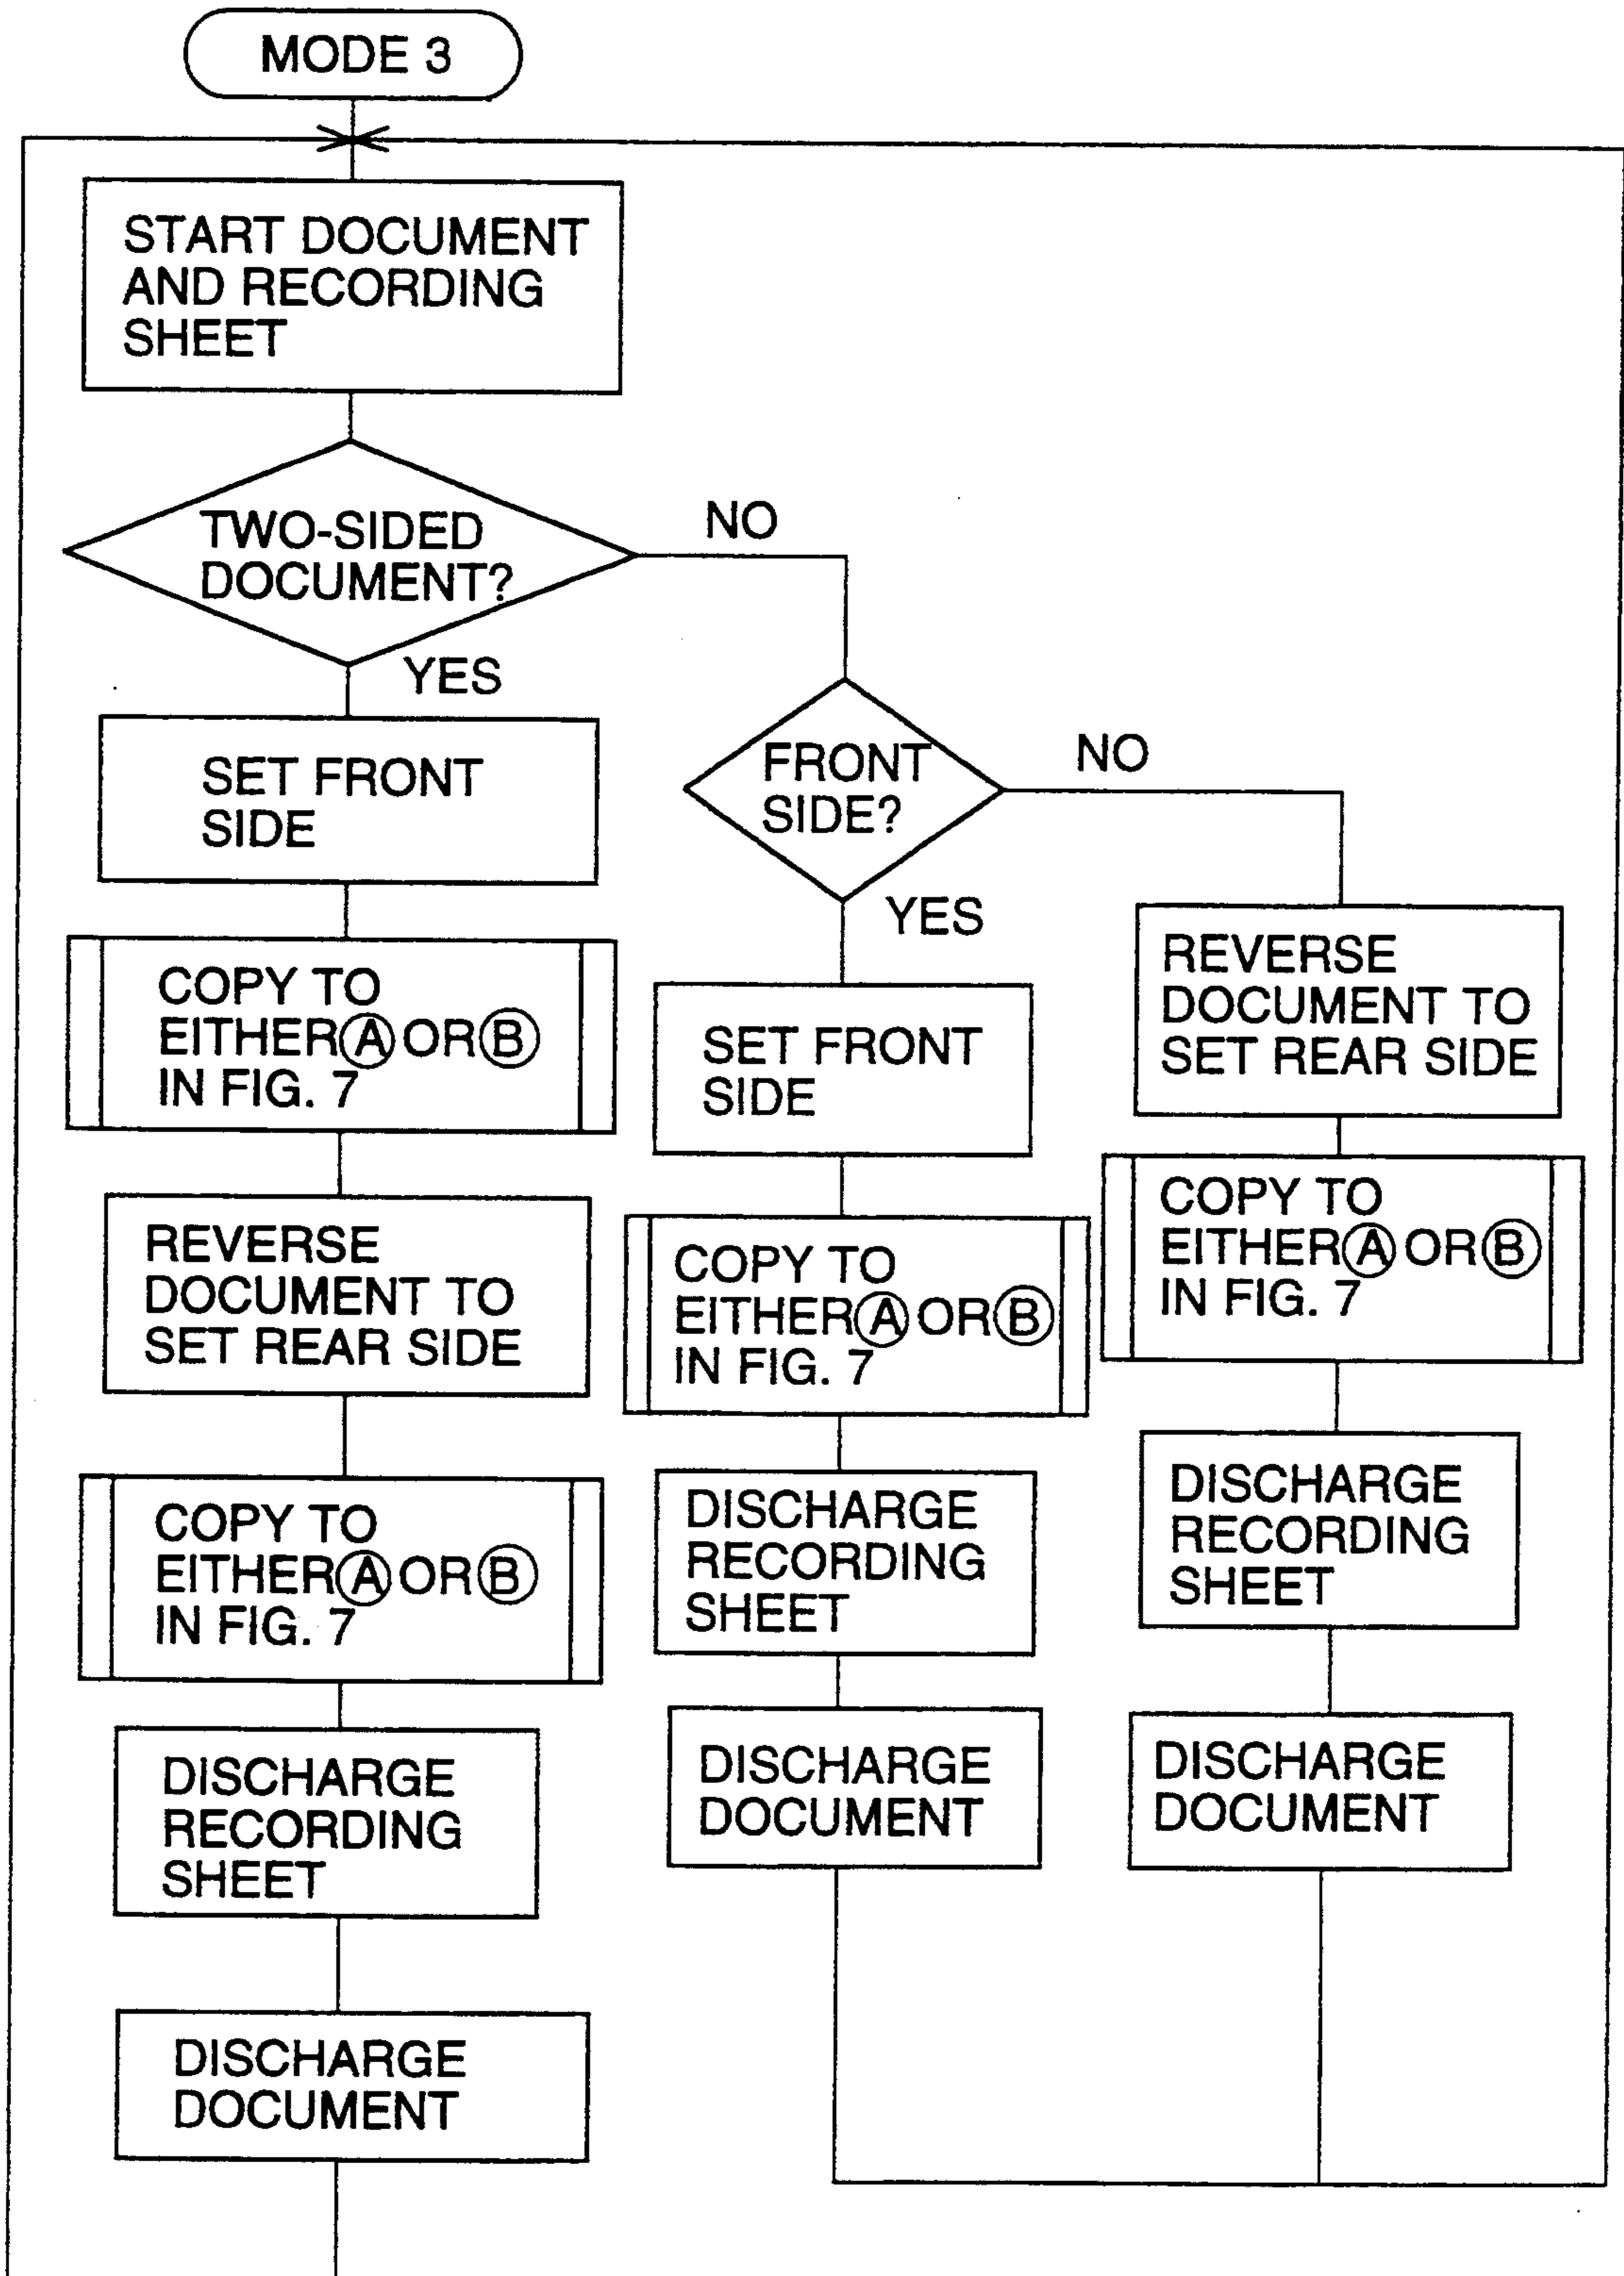 MODE 3
START DOCUMENT
AND RECORDING
SHEET
TWO-SIDED
DOCUMENT?
NO
YES
SET FRONT
SIDE
COPY TO
EITHER Ⓐ OR Ⓑ
IN FIG. 7
REVERSE
DOCUMENT TO
SET REAR SIDE
COPY TO
EITHER Ⓐ OR Ⓑ
IN FIG. 7
DISCHARGE
RECORDING
SHEET
DISCHARGE
DOCUMENT
FRONT
SIDE?
NO
YES
SET FRONT
SIDE
COPY TO
EITHER Ⓐ OR Ⓑ
IN FIG. 7
DISCHARGE
RECORDING
SHEET
DISCHARGE
DOCUMENT
REVERSE
DOCUMENT TO
SET REAR SIDE
COPY TO
EITHER Ⓐ OR Ⓑ
IN FIG. 7
DISCHARGE
RECORDING
SHEET
DISCHARGE
DOCUMENT